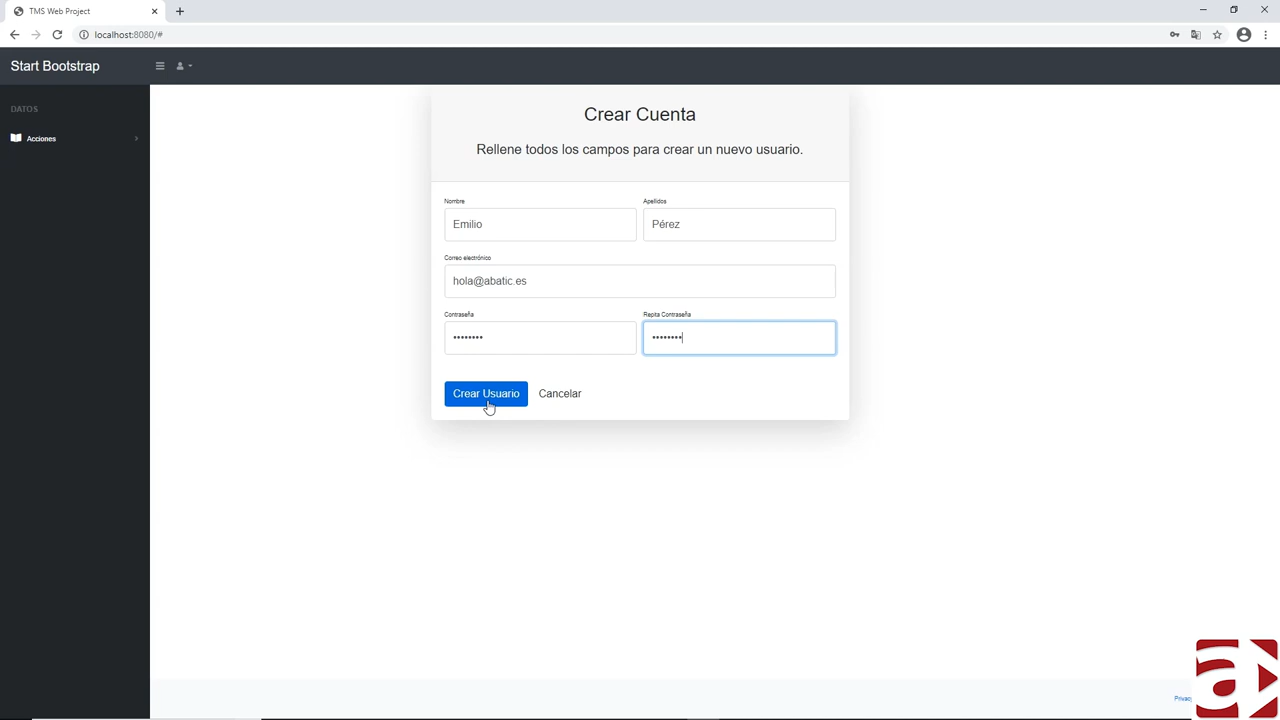 TMS Web Project
localhost:8080/#
Start Bootstrap
DATOS
Acciones
Crear Cuenta
Rellene todos los campos para crear un nuevo usuario.
Nombre Apellidos
Emilio Pérez
Correo electrónico
hola@abatic.es
Contraseña Repita Contraseña
•••••••• ••••••••
Crear Usuario Cancelar
a